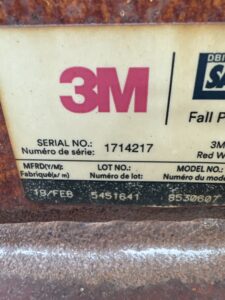 3M
DBI
SA
Fall P
SERIAL NO.: 1714217
Numéro de série:
3M
Red W
MFRD(Y/M): LOT NO.: MODEL NO.:
Fabriqué(a/ m) Numéro de lot: Numéro du mod
19/FEB 5451641 8530607